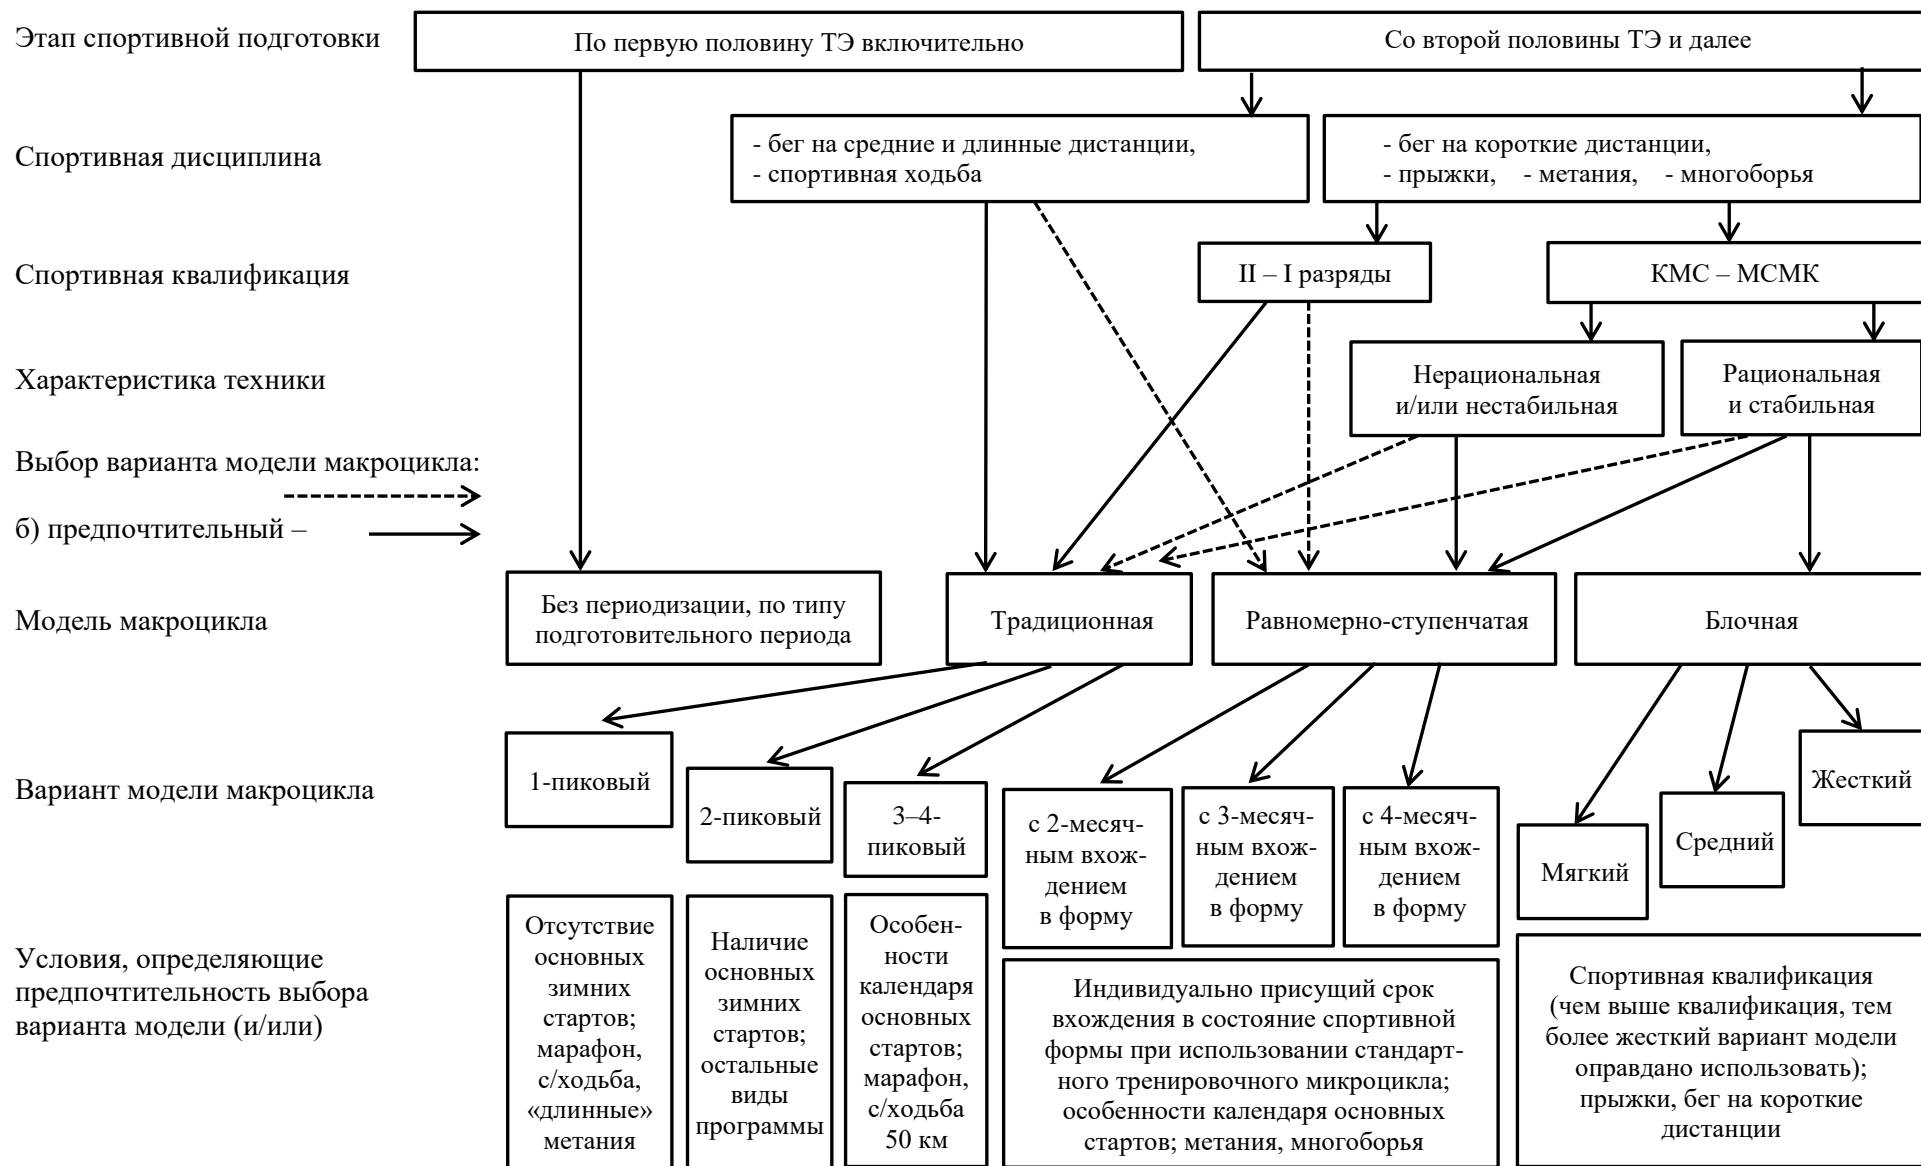 Этап спортивной подготовки
По первую половину ТЭ включительно
Со второй половины ТЭ и далее
Спортивная дисциплина
- бег на средние и длинные дистанции,
- спортивная ходьба
- бег на короткие дистанции,
- прыжки, - метания, - многоборья
Спортивная квалификация
II – I разряды
КМС – МСМК
Характеристика техники
Нерациональная
и/или нестабильная
Рациональная
и стабильная
Выбор варианта модели макроцикла:
б) предпочтительный –
Модель макроцикла
Без периодизации, по типу
подготовительного периода
Традиционная
Равномерно-ступенчатая
Блочная
Вариант модели макроцикла
1-пиковый
2-пиковый
3–4-
пиковый
с 2-месяч-
ным вхож-
дением
в форму
с 3-месяч-
ным вхож-
дением
в форму
с 4-месяч-
ным вхож-
дением
в форму
Мягкий
Средний
Жесткий
Условия, определяющие
предпочтительность выбора
варианта модели (и/или)
Отсутствие
основных
зимних
стартов;
марафон,
с/ходьба,
«длинные»
метания
Наличие
основных
зимних
стартов;
остальные
виды
программы
Особен-
ности
календаря
основных
стартов;
марафон,
с/ходьба
50 км
Индивидуально присущий срок
вхождения в состояние спортивной
формы при использовании стандарт-
ного тренировочного микроцикла;
особенности календаря основных
стартов; метания, многоборья
Спортивная квалификация
(чем выше квалификация, тем
более жесткий вариант модели
оправдано использовать);
прыжки, бег на короткие
дистанции